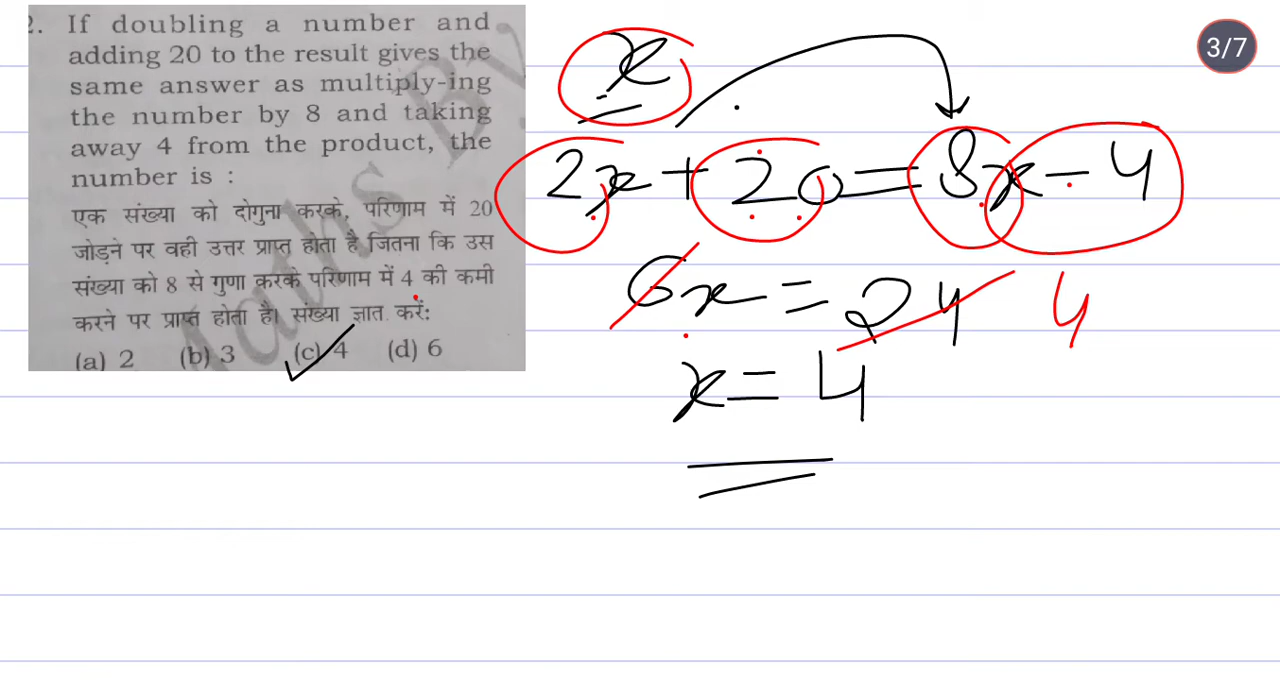 2. If doubling a number and
adding 20 to the result gives the
same answer as multiply-ing
the number by 8 and taking
away 4 from the product, the
number is :
एक संख्या को दोगुना करके, परिणाम में 20
जोड़ने पर वही उत्तर प्राप्त होता है जितना कि उस
संख्या को 8 से गुणा करके परिणाम में 4 की कमी
करने पर प्राप्त होता है। संख्या ज्ञात करें:
(a) 2 (b) 3 (c) 4 (d) 6
Maths By
3/7
x
2x + 20 = 8x - 4
6x = 24 4
x = 4